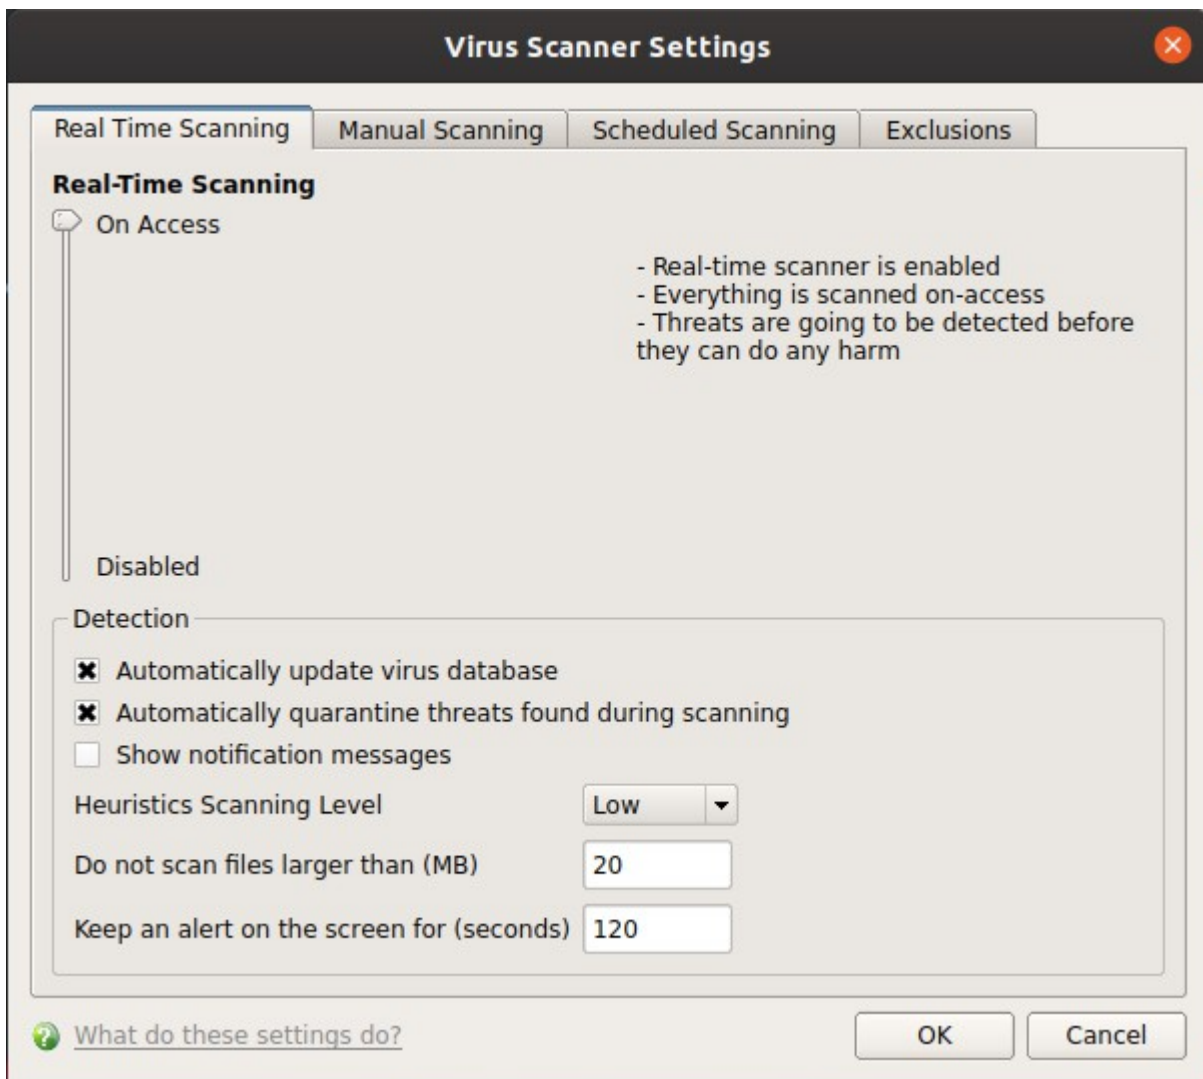 Virus Scanner Settings
Real Time Scanning
Manual Scanning
Scheduled Scanning
Exclusions
Real-Time Scanning
On Access
- Real-time scanner is enabled
- Everything is scanned on-access
- Threats are going to be detected before
they can do any harm
Disabled
Detection
Automatically update virus database
Automatically quarantine threats found during scanning
Show notification messages
Heuristics Scanning Level
Low
Do not scan files larger than (MB)
20
Keep an alert on the screen for (seconds)
120
What do these settings do?
OK
Cancel